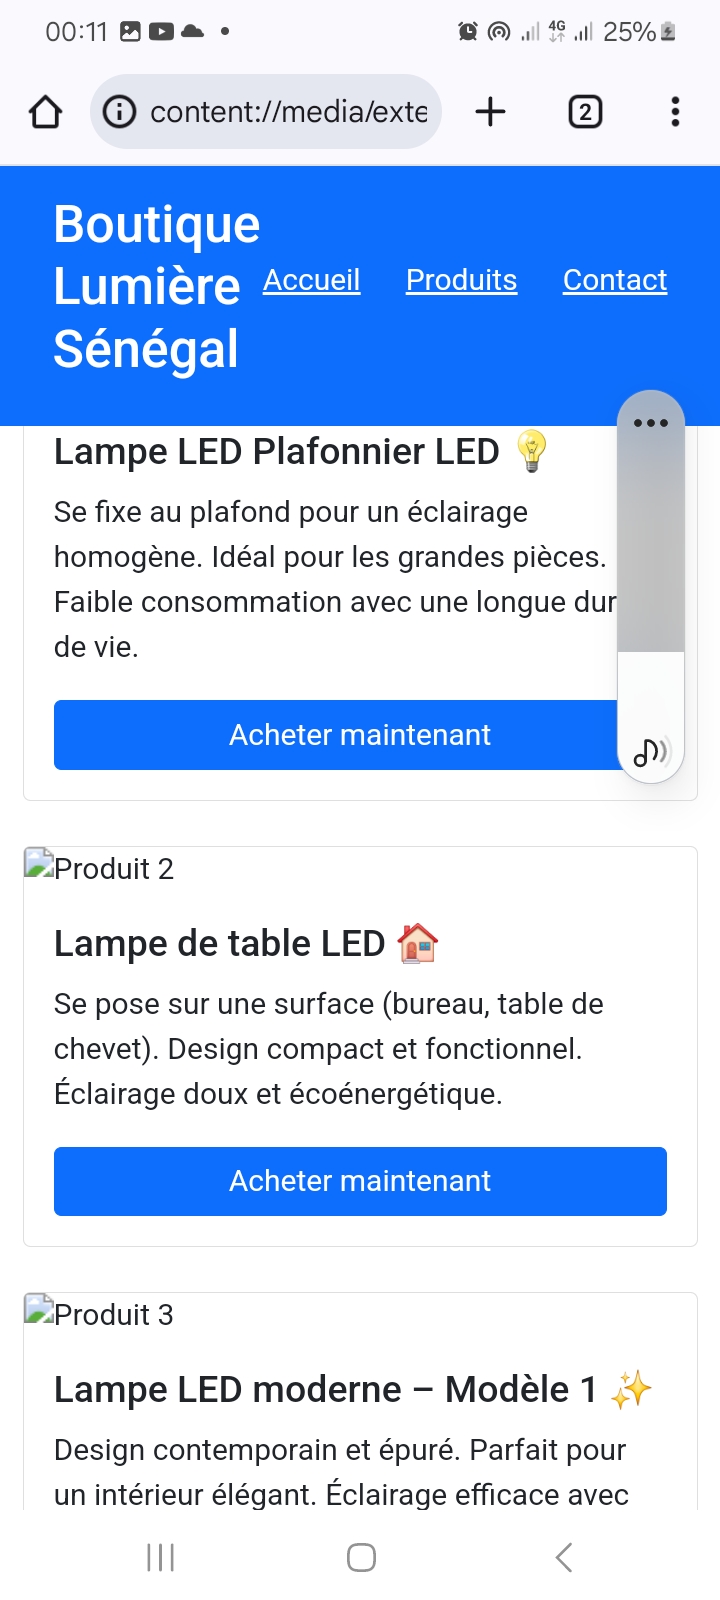 00:11
4G
25%
content://media/exte
2
Boutique
Lumière
Sénégal
Accueil Produits Contact
Lampe LED Plafonnier LED 💡
Se fixe au plafond pour un éclairage
homogène. Idéal pour les grandes pièces.
Faible consommation avec une longue dur
de vie.
Acheter maintenant
Produit 2
Lampe de table LED 🏠
Se pose sur une surface (bureau, table de
chevet). Design compact et fonctionnel.
Éclairage doux et écoénergétique.
Acheter maintenant
Produit 3
Lampe LED moderne – Modèle 1 ✨
Design contemporain et épuré. Parfait pour
un intérieur élégant. Éclairage efficace avec